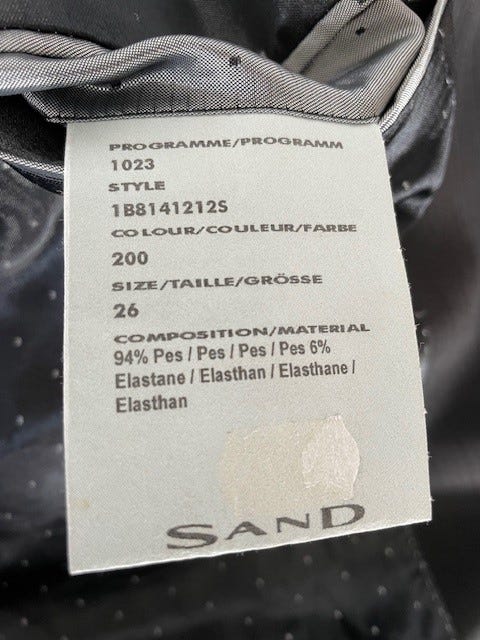 PROGRAMME/PROGRAMM
1023
STYLE
1B8141212S
COLOUR/COULEUR/FARBE
200
SIZE/TAILLE/GRÖSSE
26
COMPOSITION/MATERIAL
94% Pes / Pes / Pes / Pes 6%
Elastane / Elasthan / Elasthane /
Elasthan
SAND